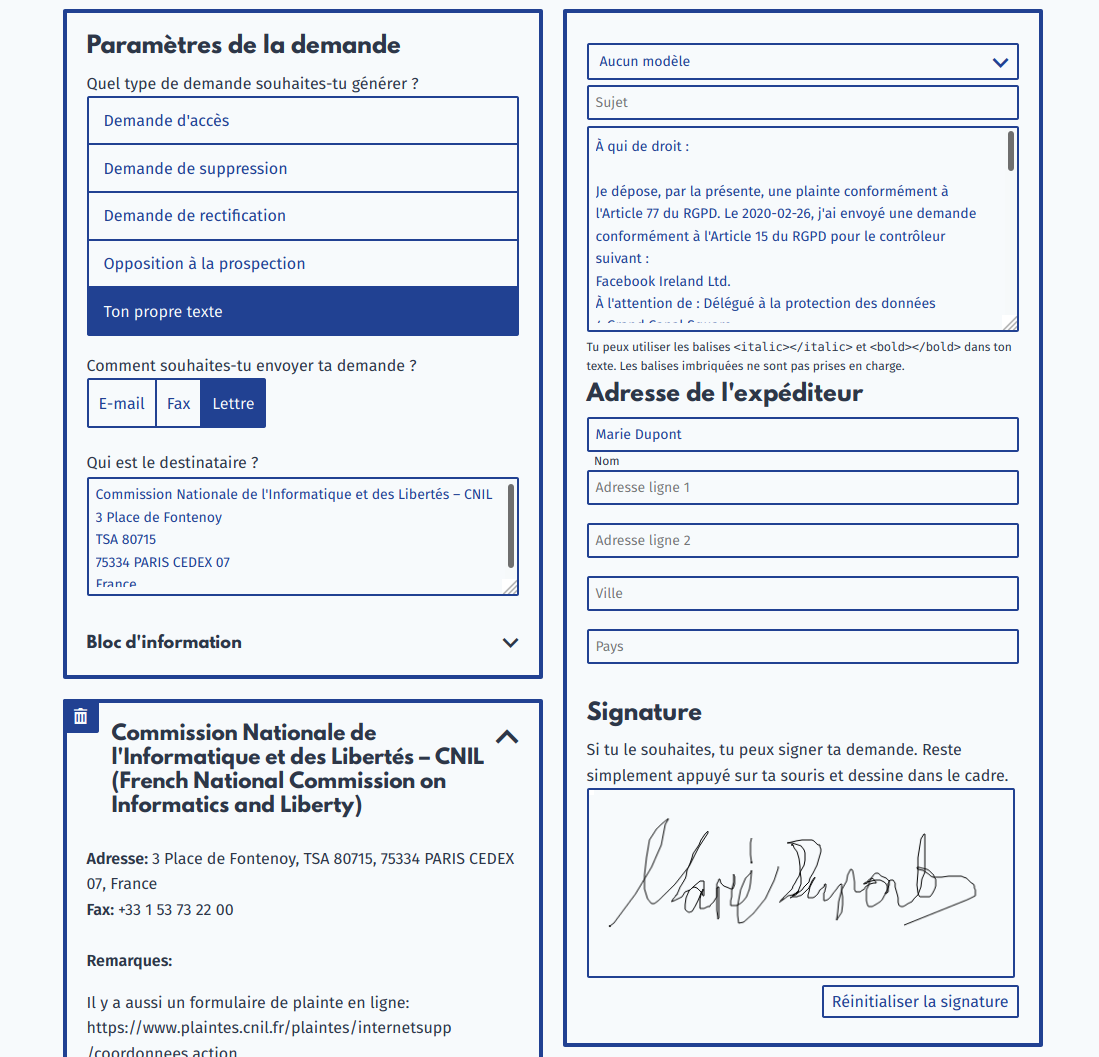 Paramètres de la demande
Quel type de demande souhaites-tu générer ?
Demande d'accès
Demande de suppression
Demande de rectification
Opposition à la prospection
Ton propre texte
Comment souhaites-tu envoyer ta demande ?
E-mail
Fax
Lettre
Qui est le destinataire ?
Commission Nationale de l'Informatique et des Libertés – CNIL
3 Place de Fontenoy
TSA 80715
75334 PARIS CEDEX 07
France
Bloc d'information
Commission Nationale de
l'Informatique et des Libertés – CNIL
(French National Commission on
Informatics and Liberty)
Adresse: 3 Place de Fontenoy, TSA 80715, 75334 PARIS CEDEX
07, France
Fax: +33 1 53 73 22 00
Remarques:
Il y a aussi un formulaire de plainte en ligne:
https://www.plaintes.cnil.fr/plaintes/internetsupp
/coordonnees.action
Aucun modèle
Sujet
À qui de droit :
Je dépose, par la présente, une plainte conformément à
l'Article 77 du RGPD. Le 2020-02-26, j'ai envoyé une demande
conformément à l'Article 15 du RGPD pour le contrôleur
suivant :
Facebook Ireland Ltd.
À l'attention de : Délégué à la protection des données
4 Grand Canal Square
Tu peux utiliser les balises <italic></italic> et <bold></bold> dans ton
texte. Les balises imbriquées ne sont pas prises en charge.
Adresse de l'expéditeur
Marie Dupont
Nom
Adresse ligne 1
Adresse ligne 2
Ville
Pays
Signature
Si tu le souhaites, tu peux signer ta demande. Reste
simplement appuyé sur ta souris et dessine dans le cadre.
Marie Dupont
Réinitialiser la signature